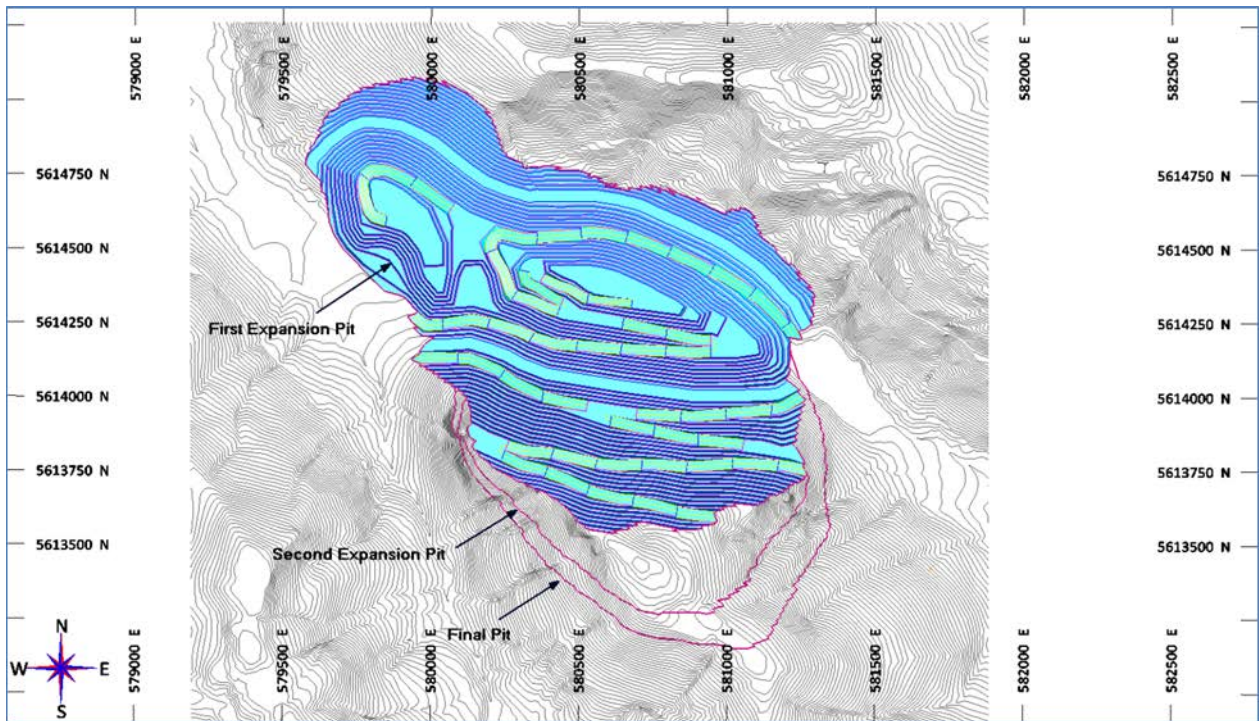 579000 E
579500 E
580000 E
580500 E
581000 E
581500 E
582000 E
582500 E
5614750 N
5614750 N
5614500 N
5614500 N
First Expansion Pit
5614250 N
5614250 N
5614000 N
5614000 N
5613750 N
5613750 N
5613500 N
5613500 N
Second Expansion Pit
Final Pit
N
W
E
S
579000 E
579500 E
580000 E
580500 E
581000 E
581500 E
582000 E
582500 E